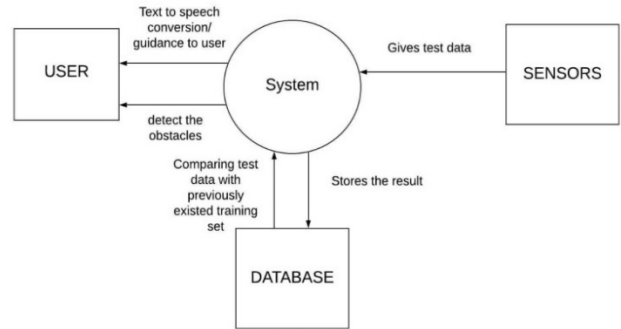 Text to speech
conversion/
guidance to user
USER
System
Gives test data
SENSORS
detect the
obstacles
Comparing test
data with
previously
existed training
set
Stores the result
DATABASE